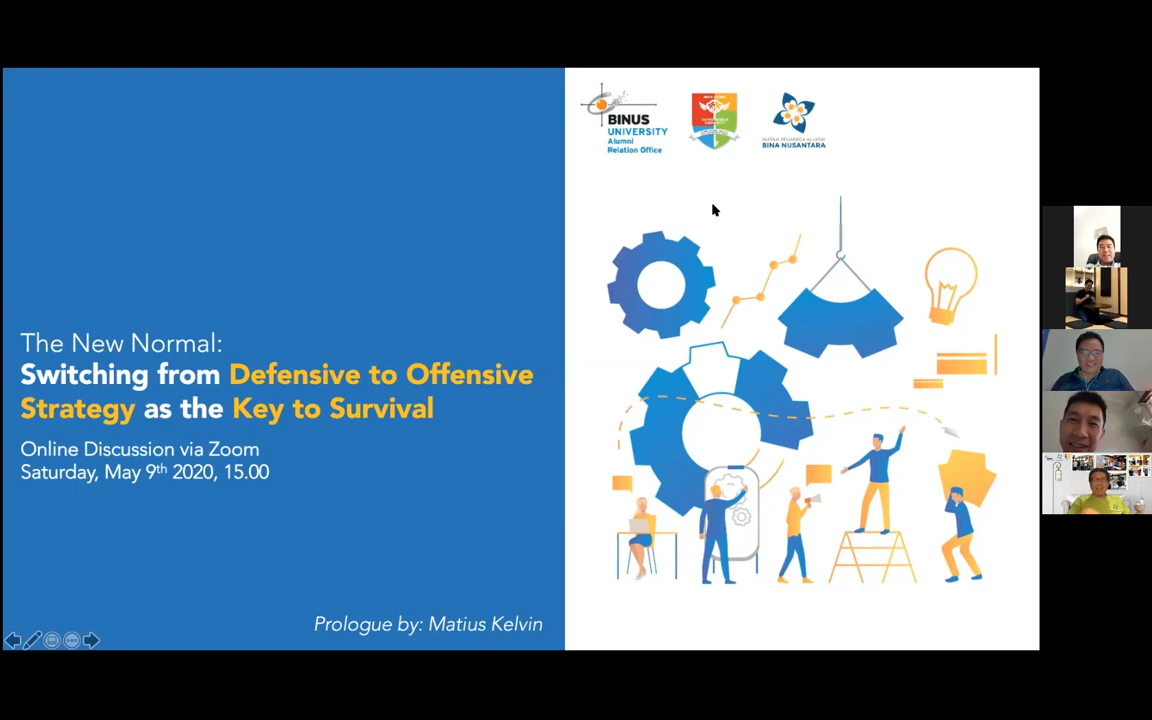 BINUS
UNIVERSITY
Alumni
Relation Office
BINA NUSANTARA
The New Normal:
Switching from Defensive to Offensive
Strategy as the Key to Survival
Online Discussion via Zoom
Saturday, May 9th 2020, 15.00
Prologue by: Matius Kelvin